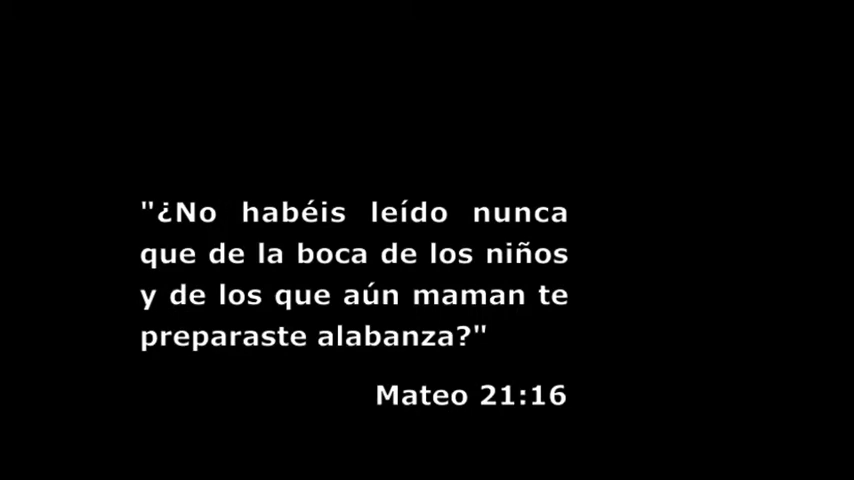 "¿No habéis leído nunca
que de la boca de los niños
y de los que aún maman te
preparaste alabanza?"
Mateo 21:16